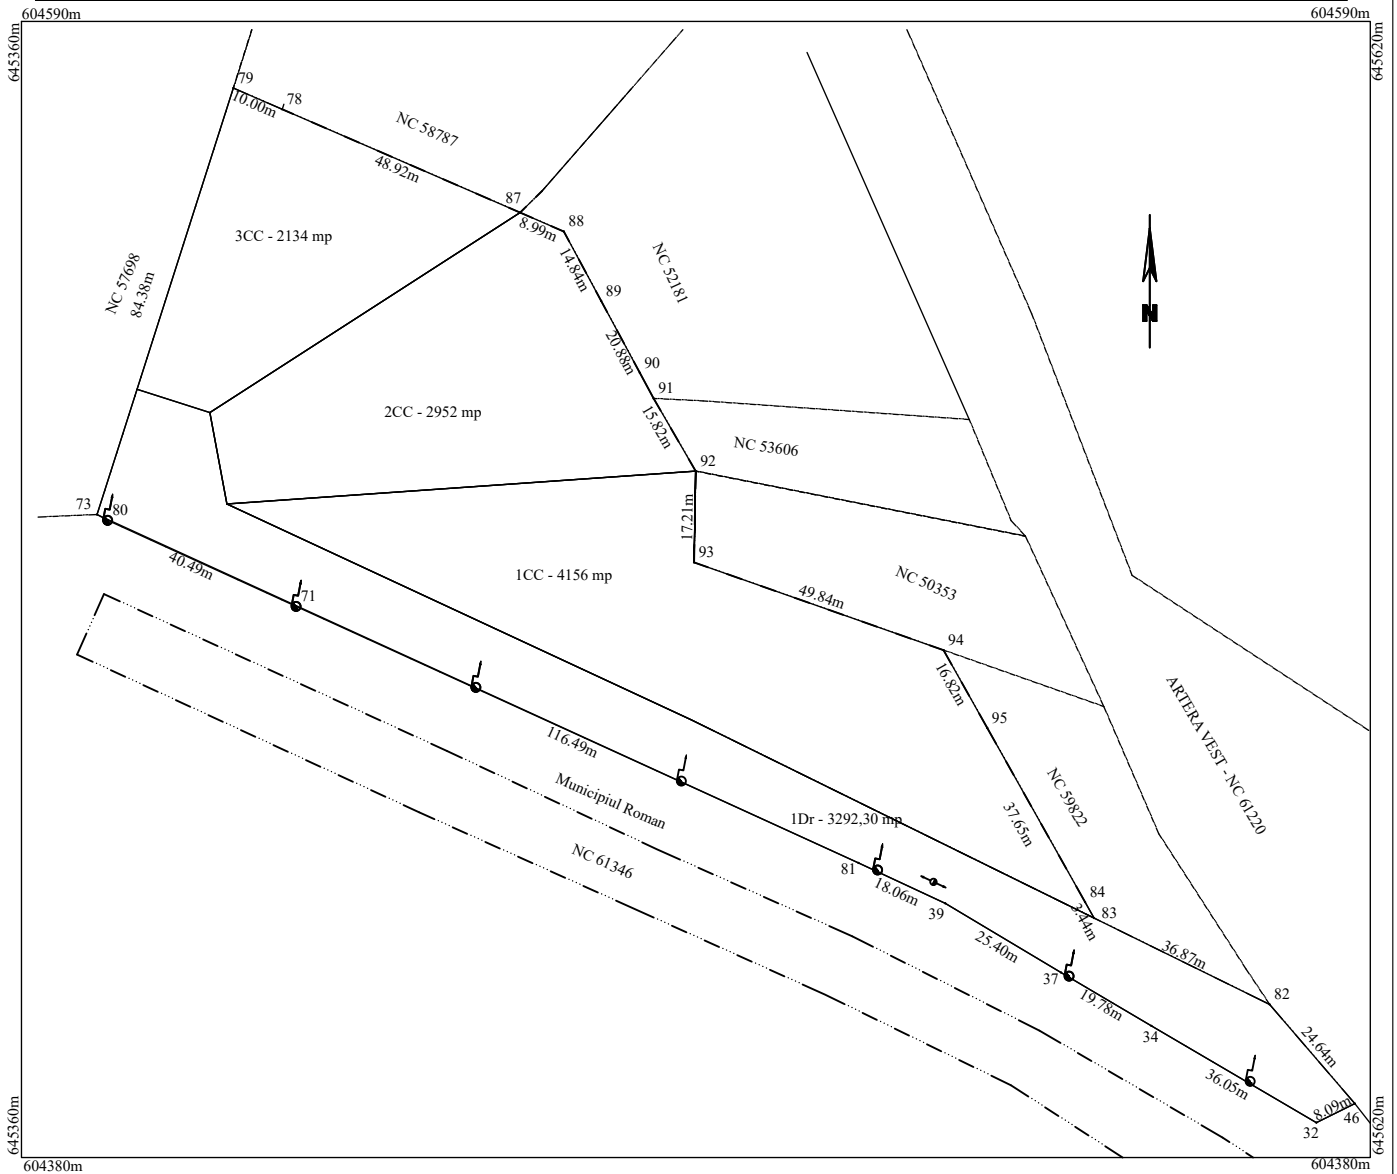 604590m
604590m
645360m
645620m
79
10.00m
78
NC 58787
48.92m
87
88
8.99m
3CC - 2134 mp
14.84m
NC 52181
NC 57698
84.38m
89
N
20.88m
90
91
2CC - 2952 mp
15.82m
NC 53606
92
73
80
17.21m
93
40.49m
1CC - 4156 mp
NC 50353
71
49.84m
94
16.82m
95
ARTERA VEST - NC 61220
116.49m
Municipiul Roman
NC 59822
37.65m
1Dr - 3292,30 mp
NC 61346
81
18.06m
84
39
3.44m
83
25.40m
36.87m
37
82
19.78m
34
24.64m
36.05m
8.09m
46
32
645360m
645620m
604380m
604380m